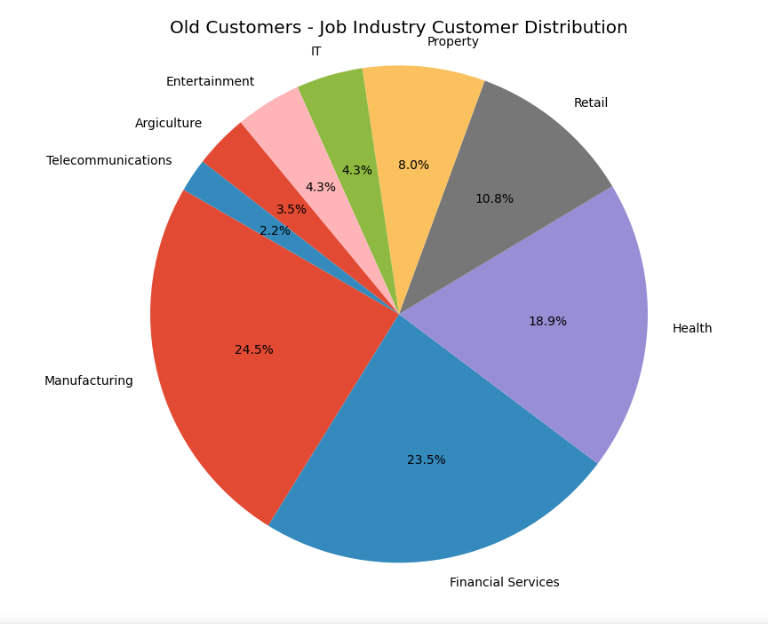 Old Customers - Job Industry Customer Distribution
Property
IT
Entertainment
Retail
Argiculture
Telecommunications
8.0%
4.3%
4.3%
10.8%
3.5%
2.2%
18.9%
Health
24.5%
Manufacturing
23.5%
Financial Services